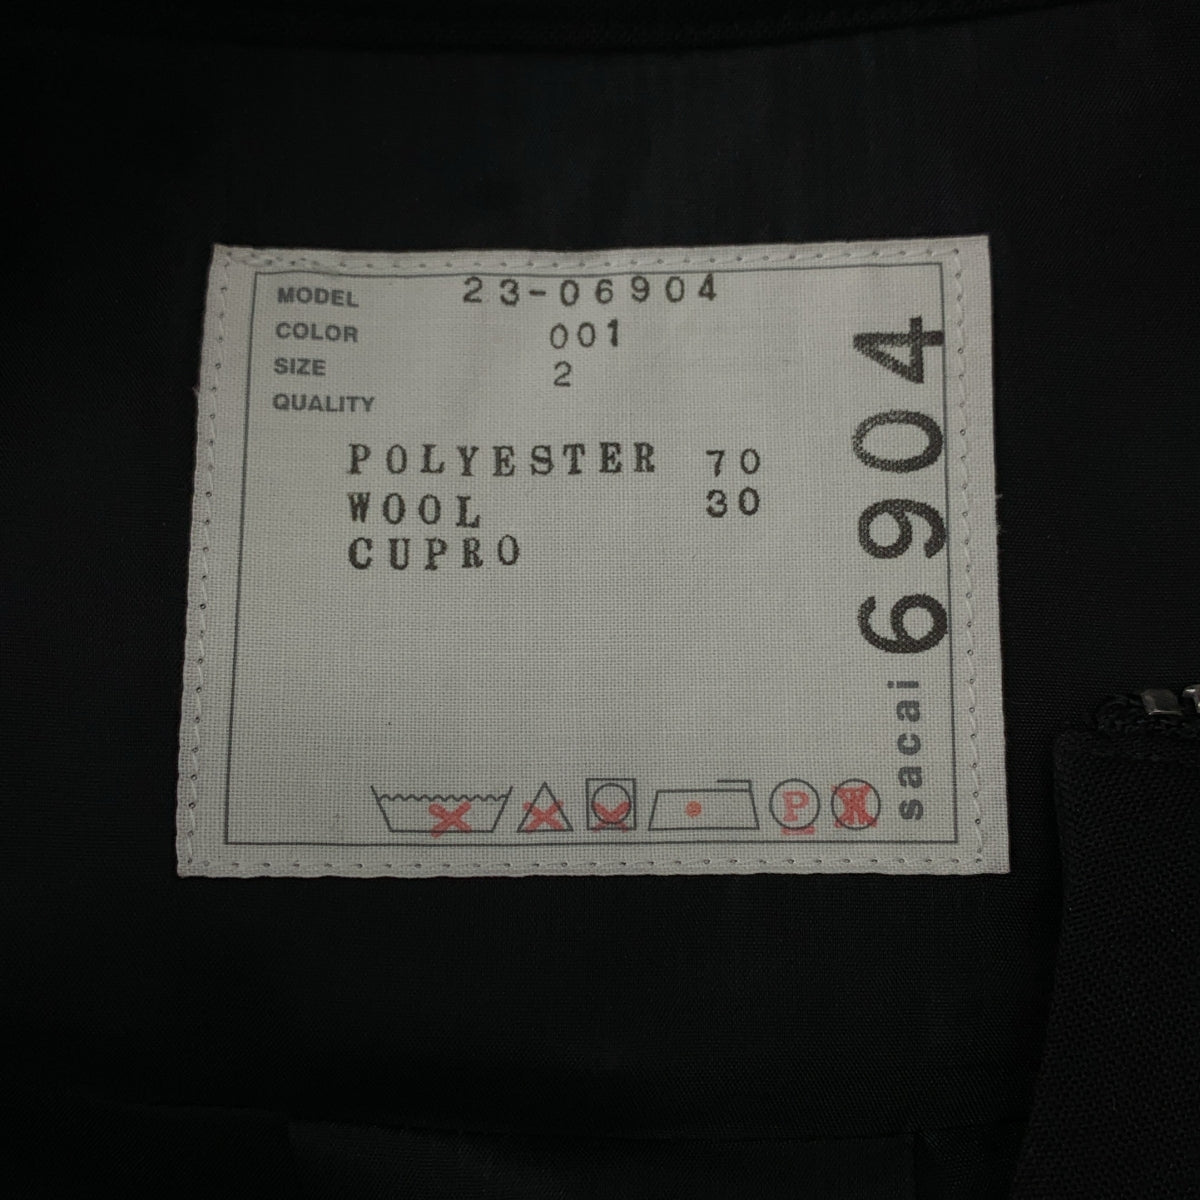 MODEL 23-06904
COLOR 001
SIZE 2
QUALITY
POLYESTER 70
WOOL 30
CUPRO
P
W
sacai 6904